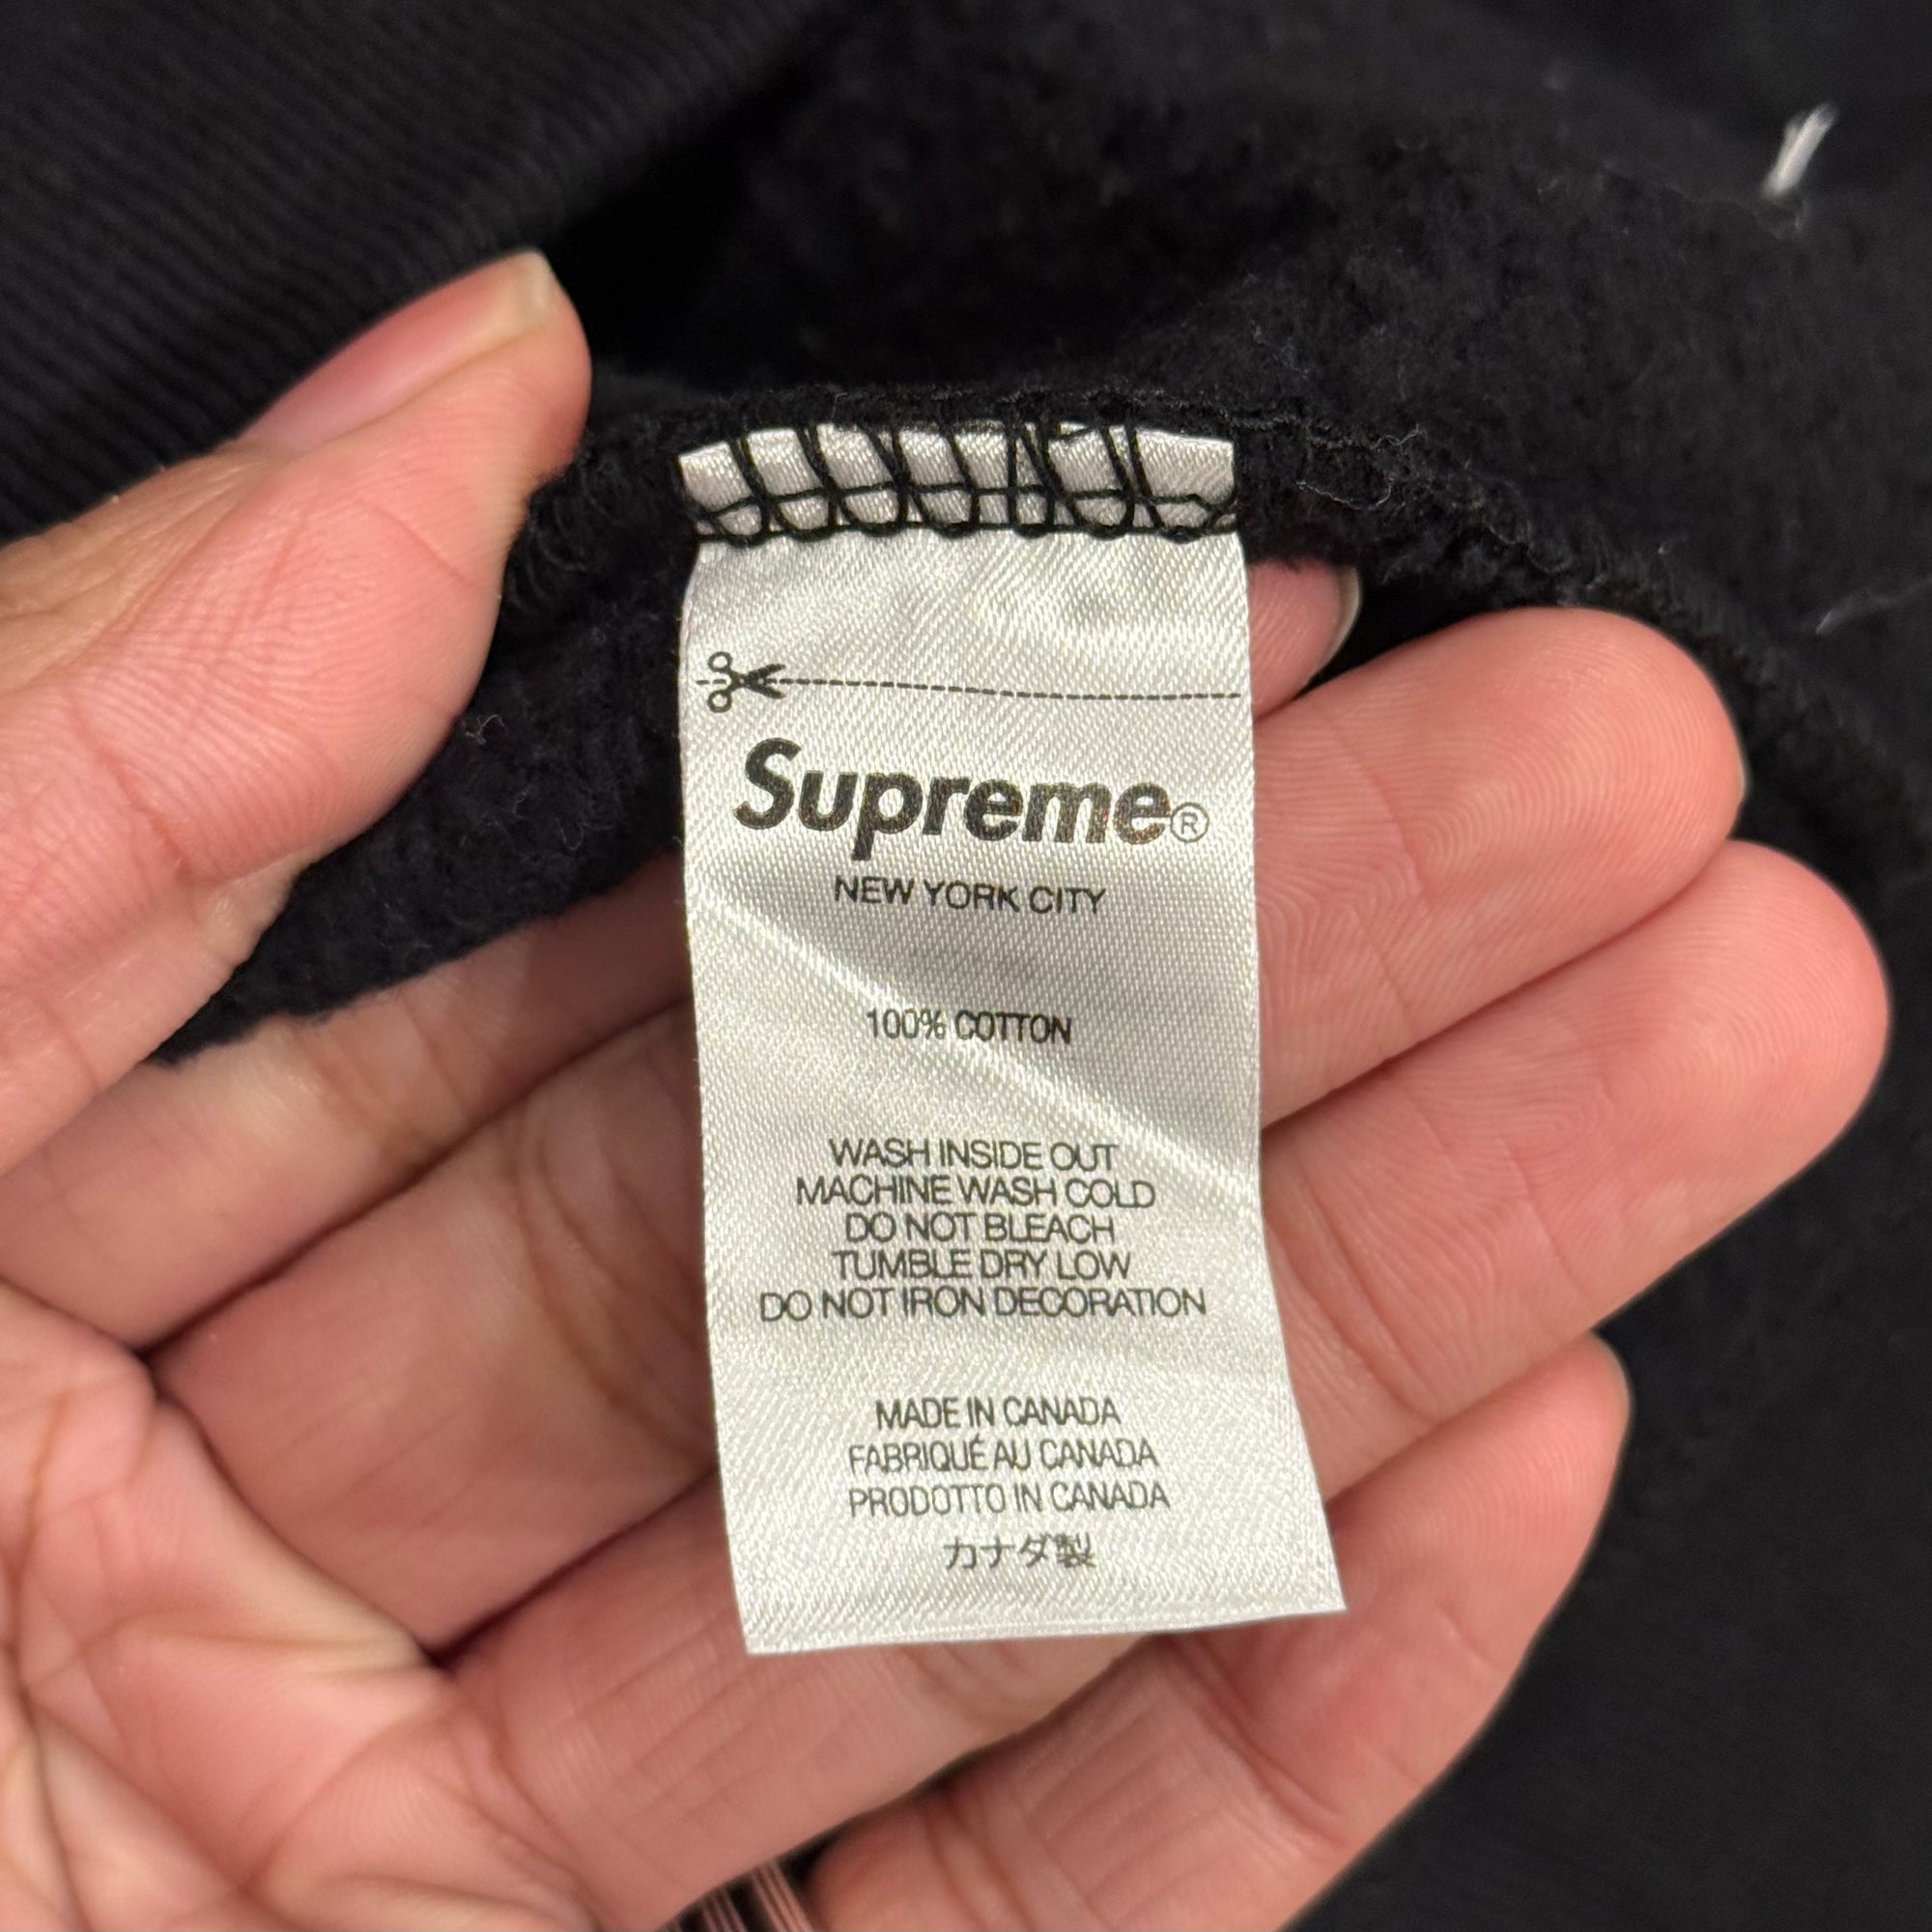 Supreme®
NEW YORK CITY
100% COTTON
WASH INSIDE OUT
MACHINE WASH COLD
DO NOT BLEACH
TUMBLE DRY LOW
DO NOT IRON DECORATION
MADE IN CANADA
FABRIQUÉ AU CANADA
PRODOTTO IN CANADA
カナダ製